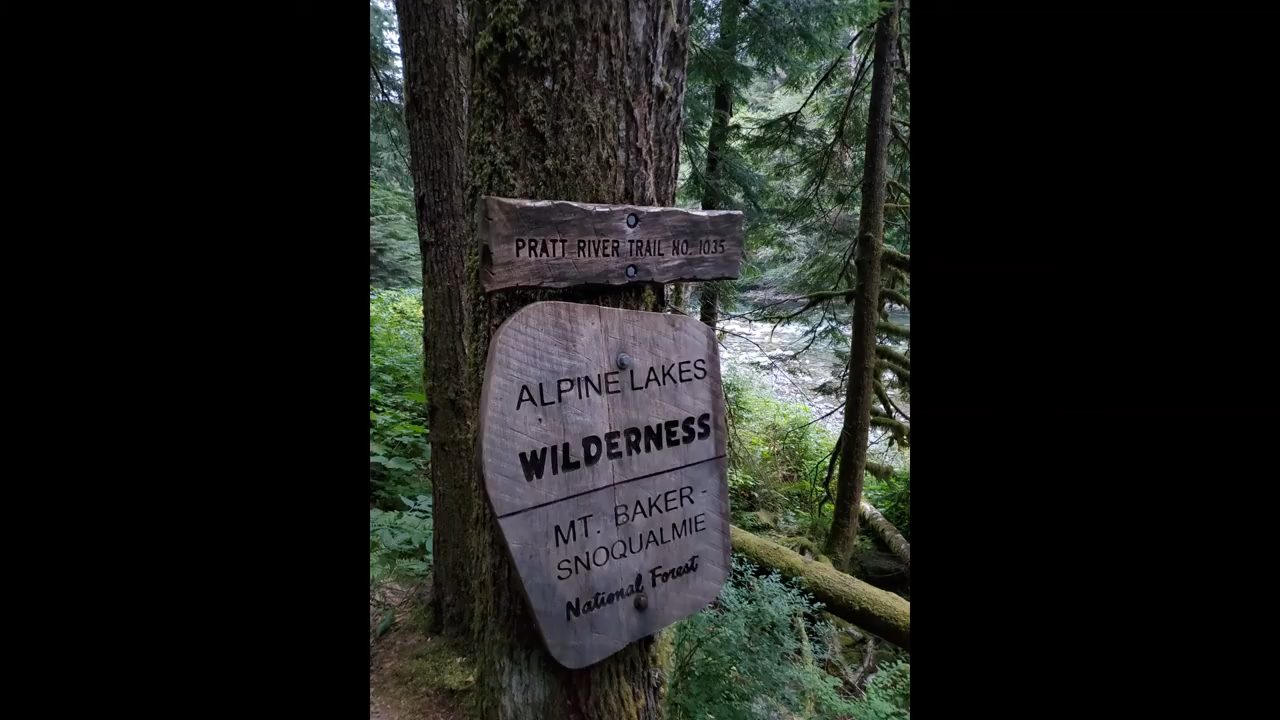 PRATT RIVER TRAIL NO. 1035
ALPINE LAKES
WILDERNESS
MT. BAKER -
SNOQUALMIE
National Forest